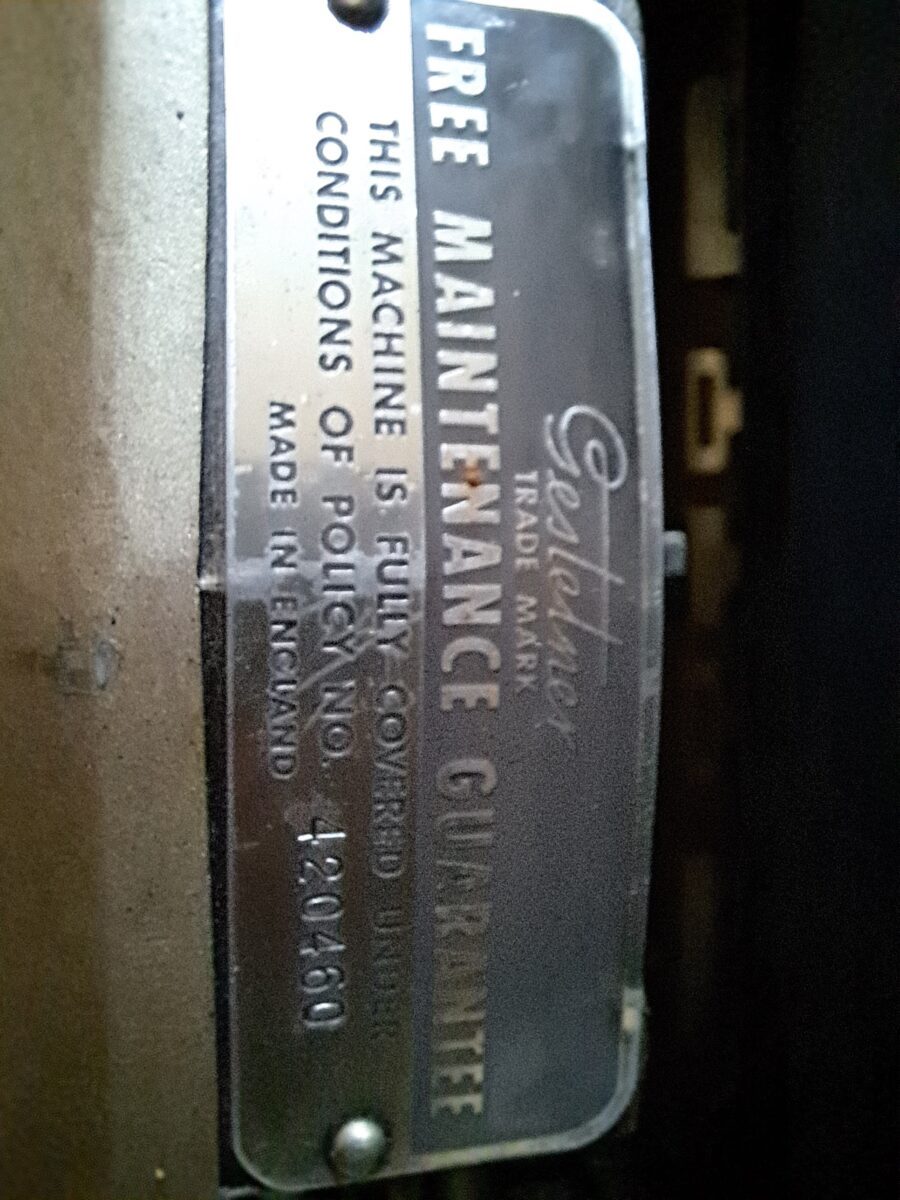 Gestetner
TRADE MARK
FREE MAINTENANCE GUARANTEE
THIS MACHINE IS FULLY COVERED UNDER
CONDITIONS OF POLICY NO. 420460
MADE IN ENGLAND